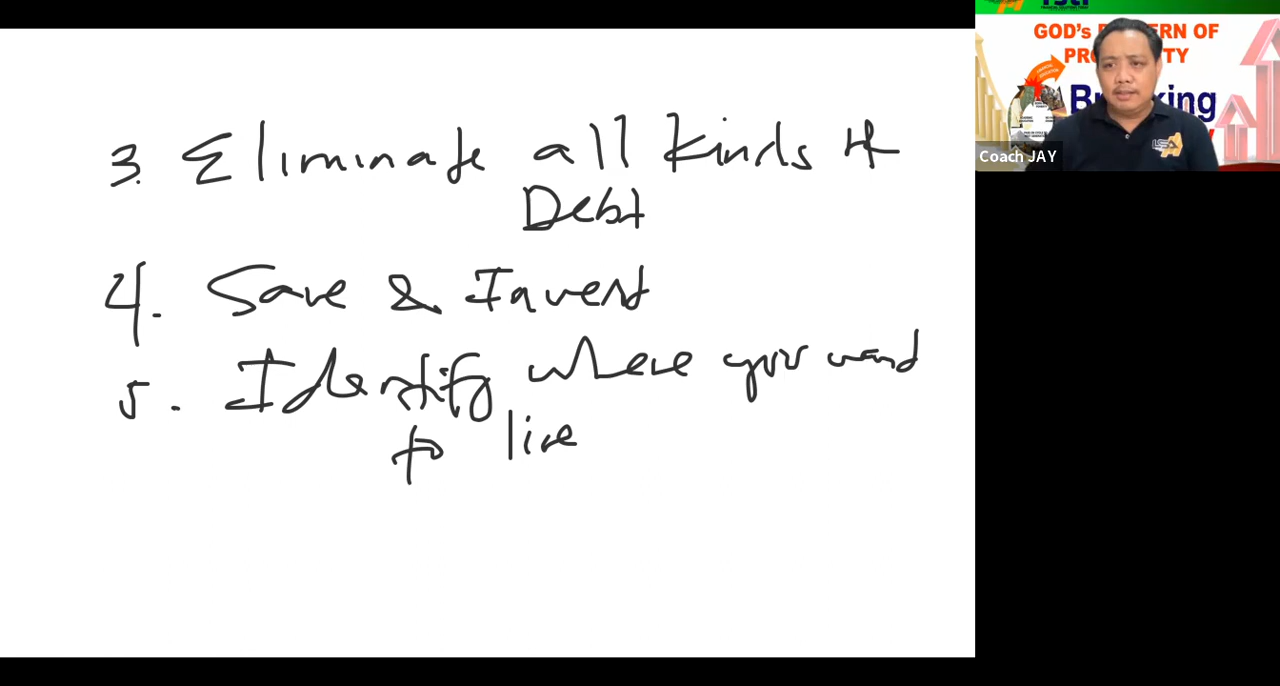 3. Eliminate all kinds of
Debt
4. Save & Invest
5. Identify where you want
to live
GOD's
OF
Coach JAY